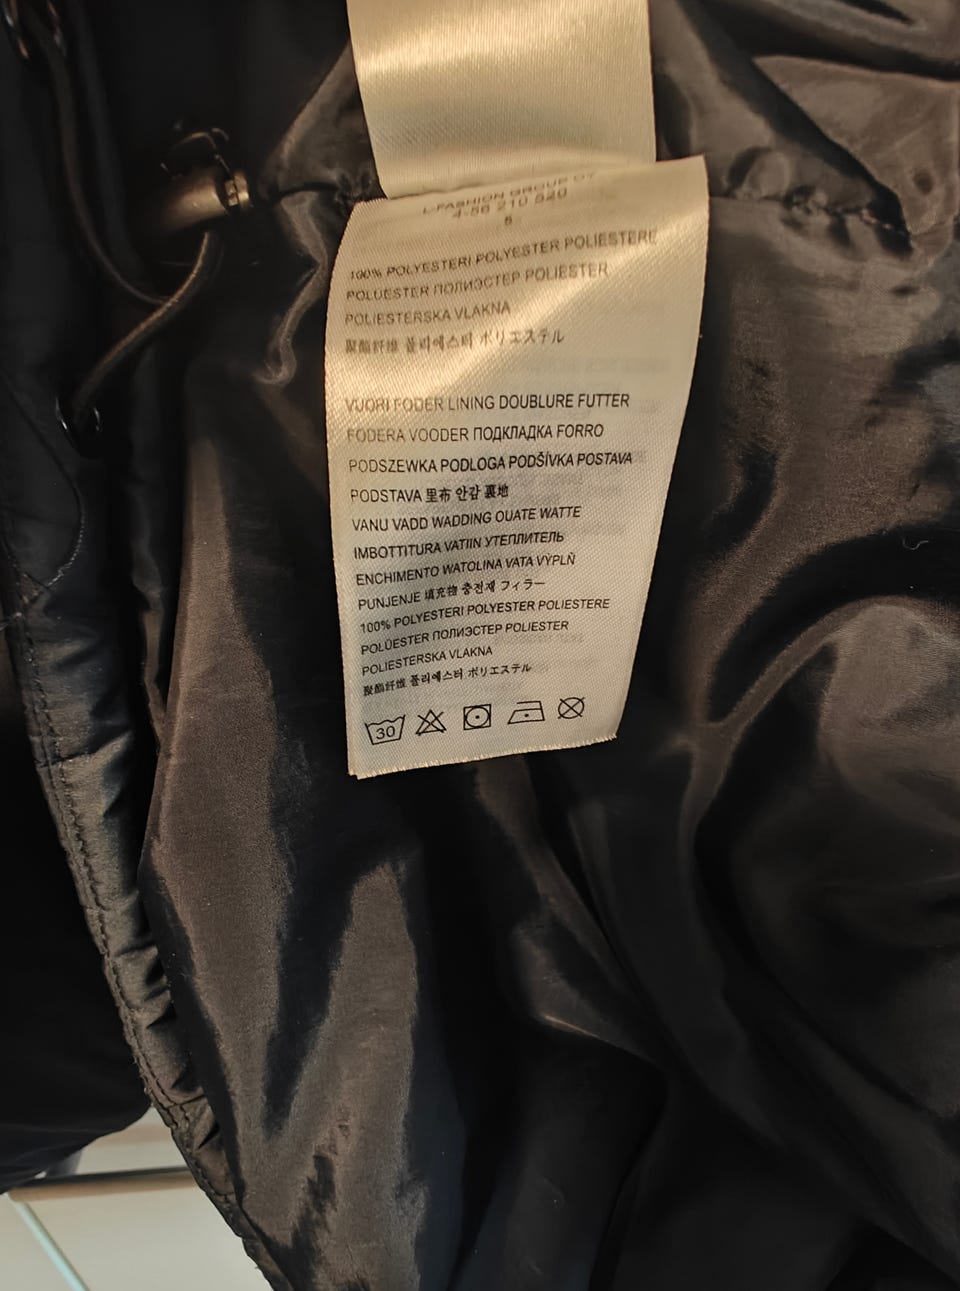 L-FASHION GROUP OY
4-56 210 520
5
100% POLYESTERI POLYESTER POLIESTERE
POLÜESTER ПОЛИЭСТЕР POLIESTER
POLIESTERSKA VLAKNA
聚酯纤维 폴리에스터 ポリエステル
VUORI FODER LINING DOUBLURE FUTTER
FODERA VOODER ПОДКЛАДКА FORRO
PODSZEWKA PODLOGA PODŠÍVKA POSTAVA
PODSTAVA 里布 안감 裏地
VANU VADD WADDING OUATE WATTE
IMBOTTITURA VATIIN УТЕПЛИТЕЛЬ
ENCHIMENTO WATOLINA VATA VÝPLŇ
PUNJENJE 填充物 충전재 フィラー
100% POLYESTERI POLYESTER POLIESTERE
POLÜESTER ПОЛИЭСТЕР POLIESTER
POLIESTERSKA VLAKNA
聚酯纤维 폴리에스터 ポリエステル
30